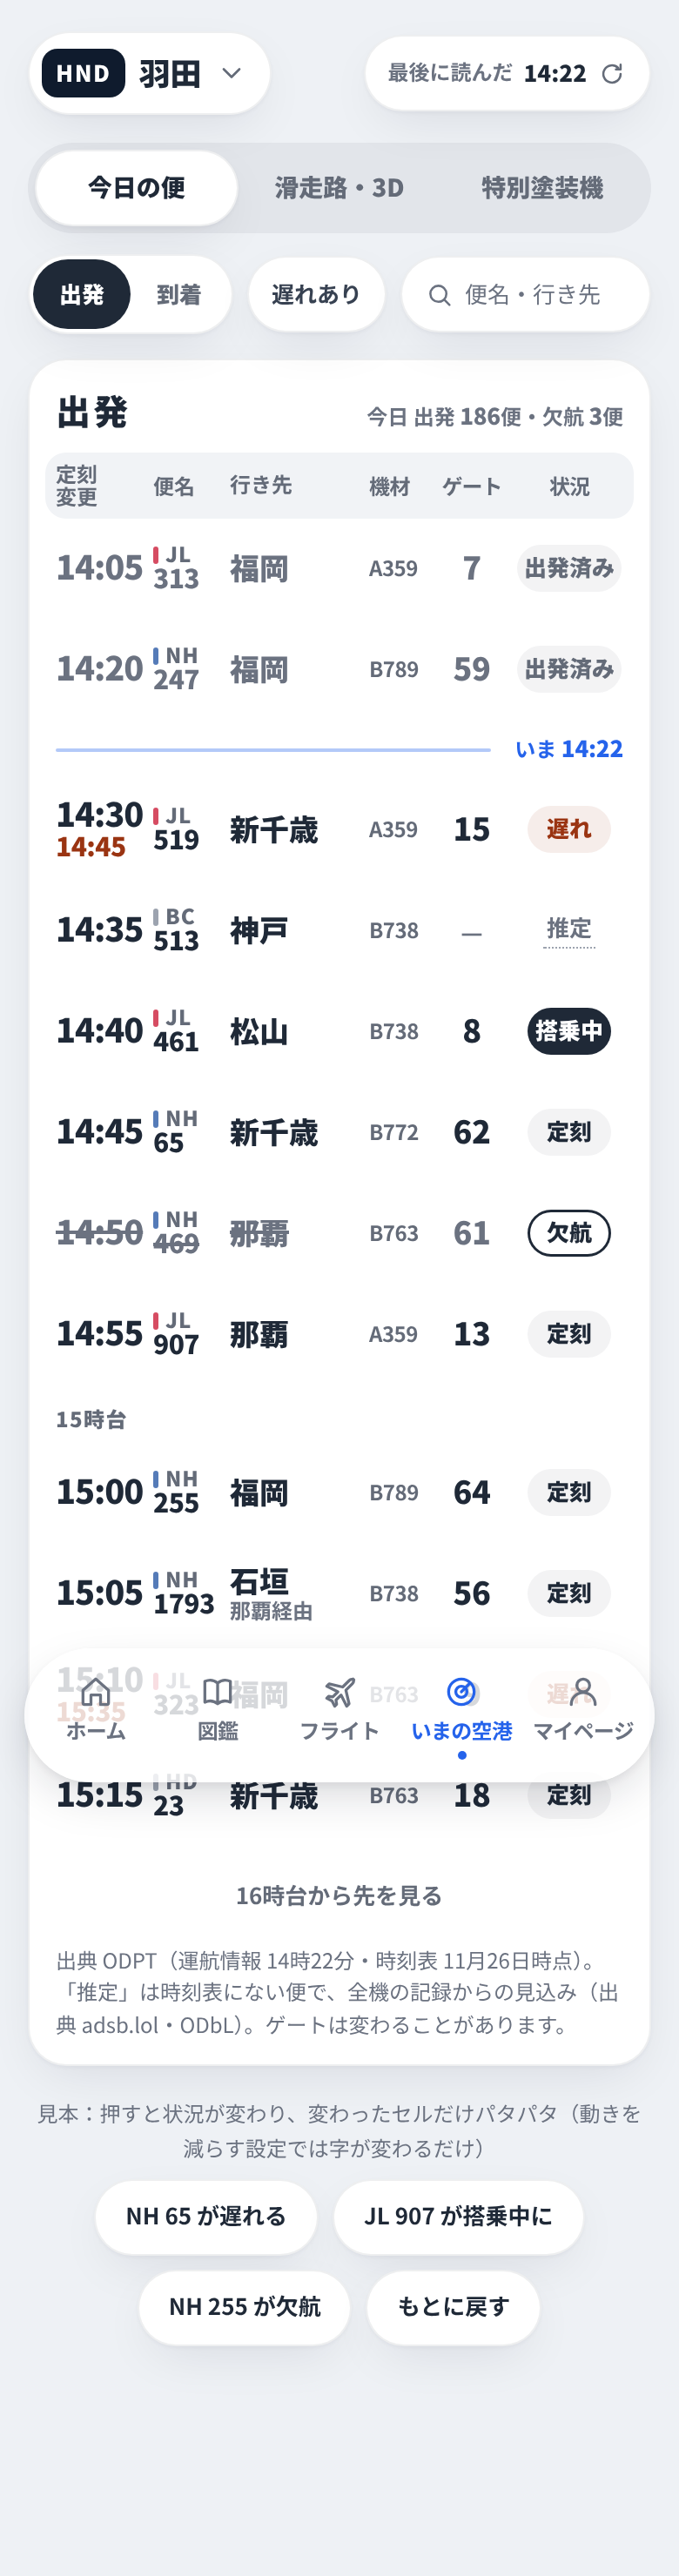 HND 羽田
最後に読んだ 14:22
今日の便 滑走路・3D 特別塗装機
出発 到着 遅れあり 便名・行き先
出発 今日 出発 186便・欠航 3便
定刻
変更
便名 行き先 機材 ゲート 状況
14:05 JL 313 福岡 A359 7 出発済み
14:20 NH 247 福岡 B789 59 出発済み
いま 14:22
14:30 14:45 JL 519 新千歳 A359 15 遅れ
14:35 BC 513 神戸 B738 — 推定
14:40 JL 461 松山 B738 8 搭乗中
14:45 NH 65 新千歳 B772 62 定刻
14:50 NH 469 那覇 B763 61 欠航
14:55 JL 907 那覇 A359 13 定刻
15時台
15:00 NH 255 福岡 B789 64 定刻
15:05 NH 1793 石垣 那覇経由 B738 56 定刻
15:10 15:35 JL 323 福岡 B763 遅れ
ホーム 図鑑 フライト いまの空港 マイページ
15:15 HD 23 新千歳 B763 18 定刻
16時台から先を見る
出典 ODPT（運航情報 14時22分・時刻表 11月26日時点）。
「推定」は時刻表にない便で、全機の記録からの見込み（出
典 adsb.lol・ODbL）。ゲートは変わることがあります。
見本：押すと状況が変わり、変わったセルだけパタパタ（動きを
減らす設定では字が変わるだけ）
NH 65 が遅れる JL 907 が搭乗中に
NH 255 が欠航 もとに戻す